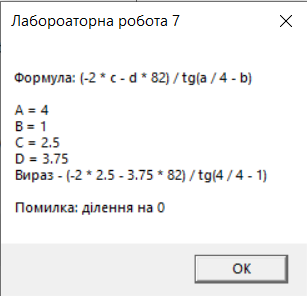 Лабороаторна робота 7
Формула: (-2 * c - d * 82) / tg(a / 4 - b)
A = 4
B = 1
C = 2.5
D = 3.75
Вираз - (-2 * 2.5 - 3.75 * 82) / tg(4 / 4 - 1)
Помилка: ділення на 0
OK